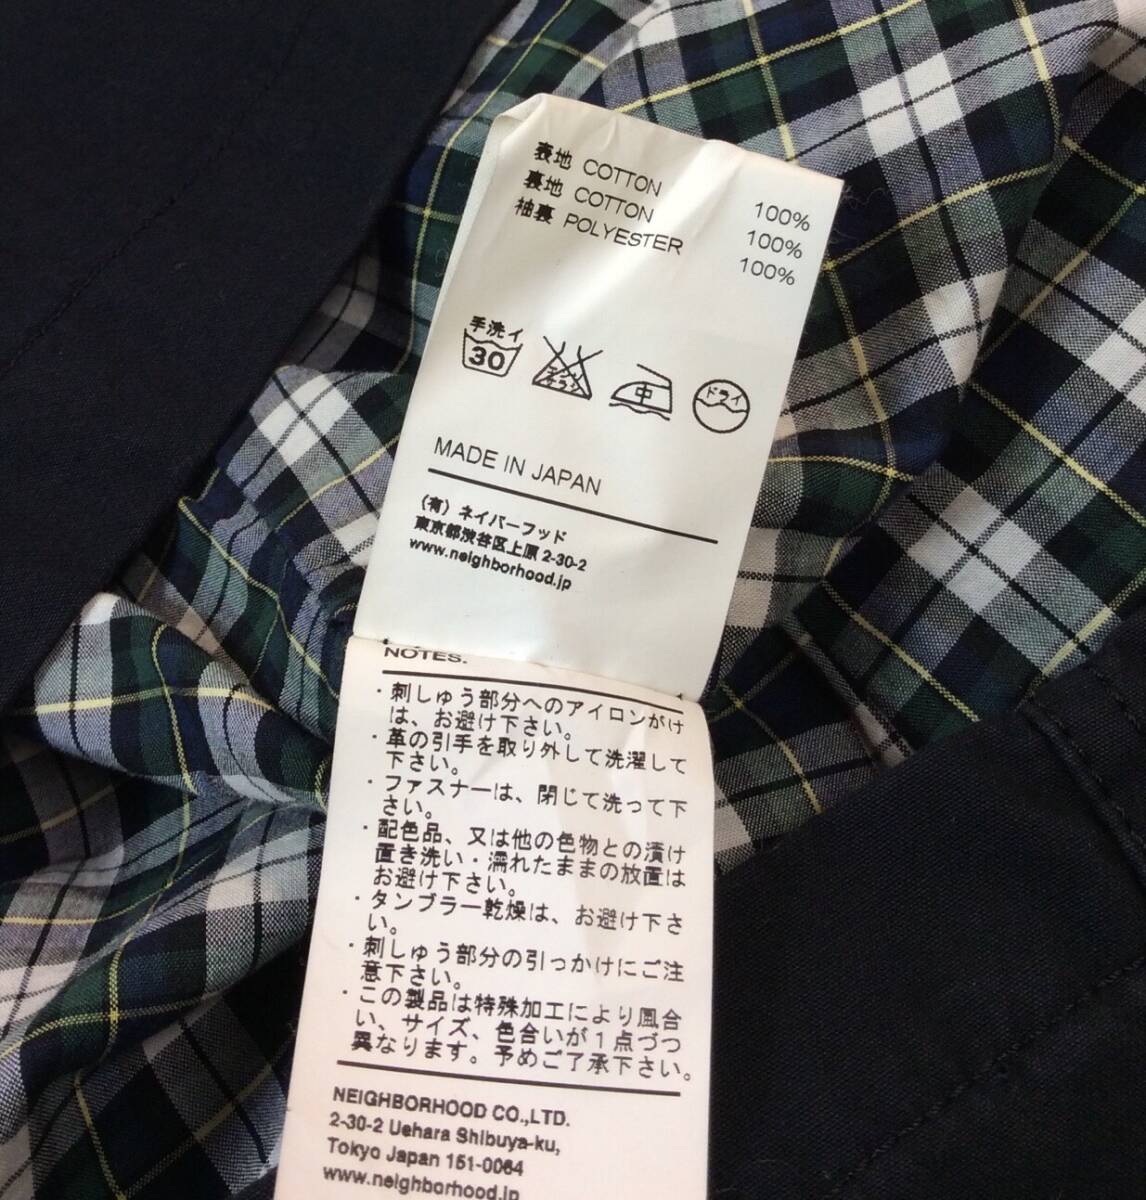 表地 COTTON 100%
裏地 COTTON 100%
袖裏 POLYESTER 100%
手洗イ
30
エンソサラシ
中
ドライ
MADE IN JAPAN
(有) ネイバーフッド
東京都渋谷区上原 2-30-2
www.neighborhood.jp
NOTES.
・刺しゅう部分へのアイロンがけ
は、お避け下さい。
・革の引手を取り外して洗濯して
下さい。
・ファスナーは、閉じて洗って下
さい。
・配色品、又は他の色物との漬け
置き洗い・濡れたままの放置は
お避け下さい。
・タンブラー乾燥は、お避け下さ
い。
・刺しゅう部分の引っかけにご注
意下さい。
・この製品は特殊加工により風合
い、サイズ、色合いが１点づつ
異なります。予めご了承下さい。
NEIGHBORHOOD CO.,LTD.
2-30-2 Uehara Shibuya-ku,
Tokyo Japan 151-0064
www.neighborhood.jp